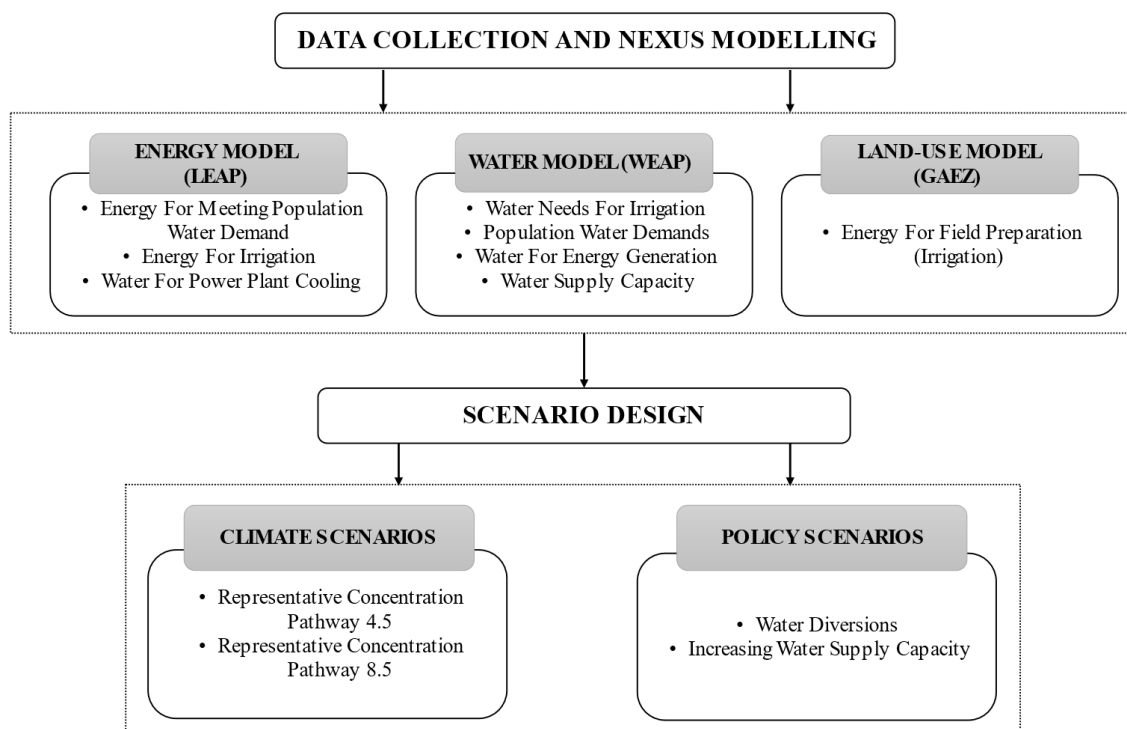 DATA COLLECTION AND NEXUS MODELLING
ENERGY MODEL
(LEAP)
• Energy For Meeting Population
Water Demand
• Energy For Irrigation
• Water For Power Plant Cooling
WATER MODEL (WEAP)
• Water Needs For Irrigation
• Population Water Demands
• Water For Energy Generation
• Water Supply Capacity
LAND-USE MODEL
(GAEZ)
• Energy For Field Preparation
(Irrigation)
SCENARIO DESIGN
CLIMATE SCENARIOS
• Representative Concentration
Pathway 4.5
• Representative Concentration
Pathway 8.5
POLICY SCENARIOS
• Water Diversions
• Increasing Water Supply Capacity